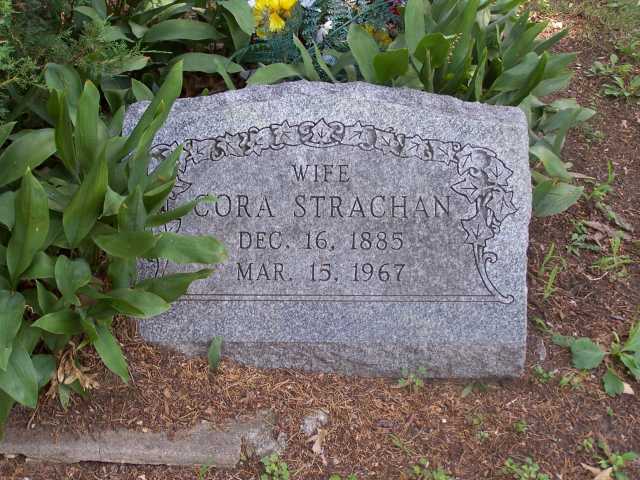 WIFE
CORA STRACHAN
DEC. 16, 1885
MAR. 15, 1967